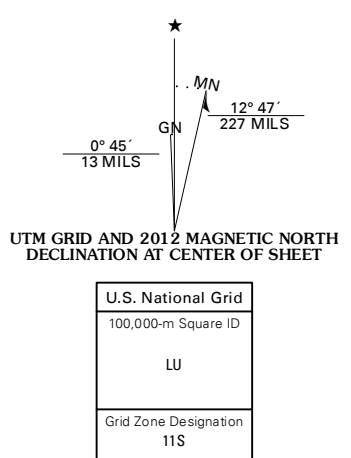 ★
MN
12° 47´
227 MILS
GN
0° 45´
13 MILS
UTM GRID AND 2012 MAGNETIC NORTH
DECLINATION AT CENTER OF SHEET
U.S. National Grid
100,000-m Square ID
LU
Grid Zone Designation
11S